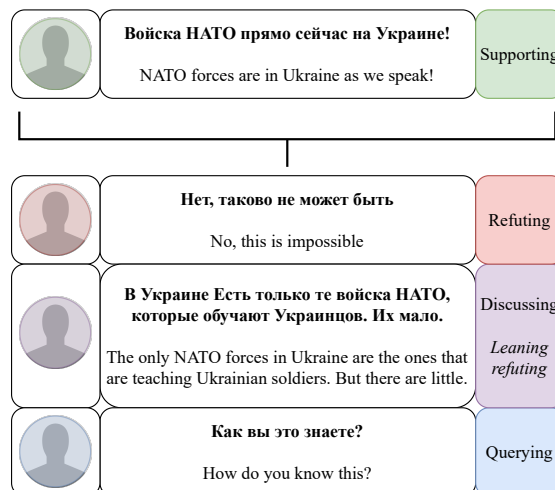 Войска НАТО прямо сейчас на Украине!
NATO forces are in Ukraine as we speak!
Supporting
Нет, таково не может быть
No, this is impossible
Refuting
В Украине Есть только те войска НАТО,
которые обучают Украинцов. Их мало.
The only NATO forces in Ukraine are the ones that
are teaching Ukrainian soldiers. But there are little.
Discussing
Leaning
refuting
Как вы это знаете?
How do you know this?
Querying